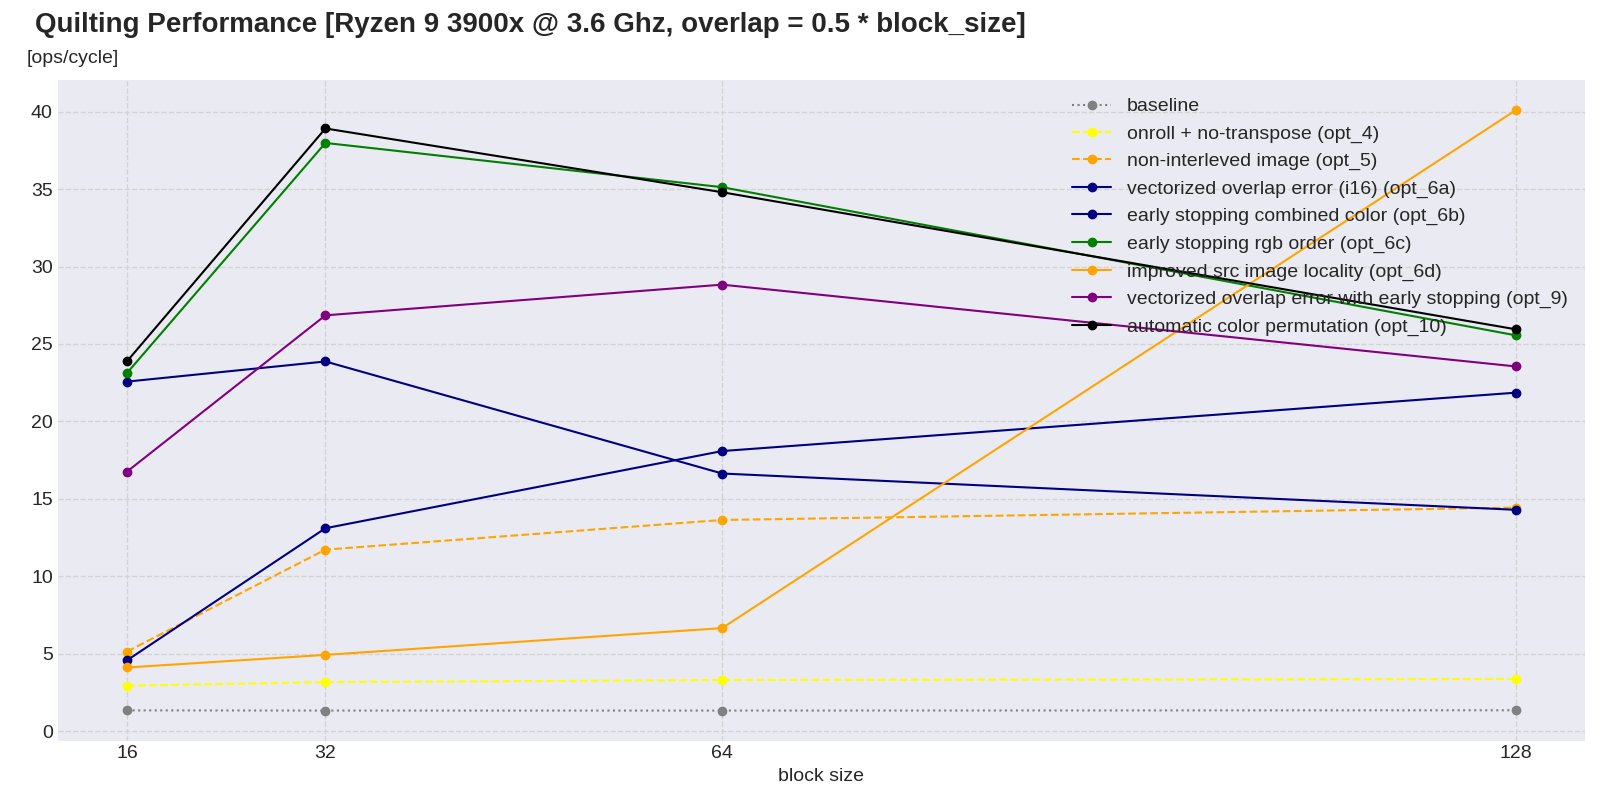 Quilting Performance [Ryzen 9 3900x @ 3.6 Ghz, overlap = 0.5 * block_size]
[ops/cycle]
40
35
30
25
20
15
10
5
0
baseline
onroll + no-transpose (opt_4)
non-interleved image (opt_5)
vectorized overlap error (i16) (opt_6a)
early stopping combined color (opt_6b)
early stopping rgb order (opt_6c)
improved src image locality (opt_6d)
vectorized overlap error with early stopping (opt_9)
automatic color permutation (opt_10)
16 32 64 128
block size